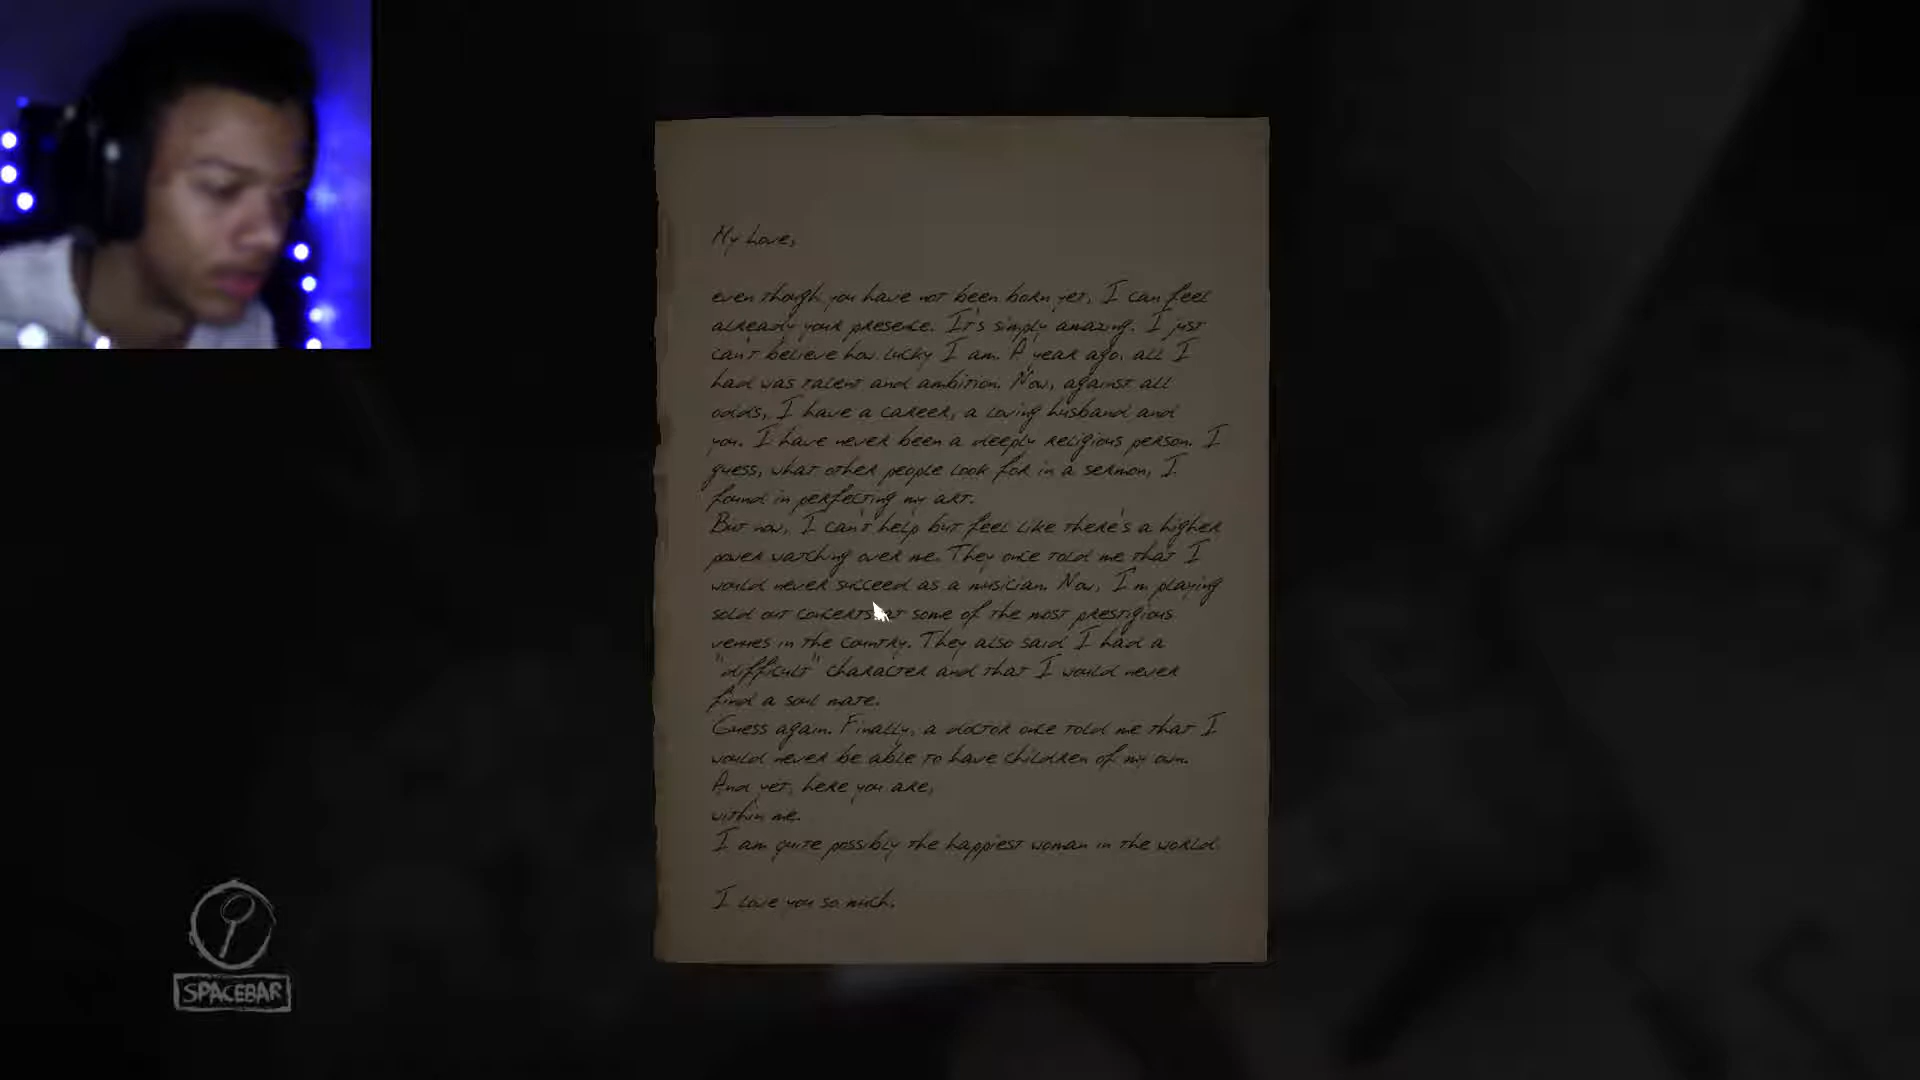 My Love,
even though you have not been born yet, I can feel
already your presence. It's simply amazing. I just
can't believe how lucky I am. A year ago, all I
had was talent and ambition. Now, against all
odds, I have a career, a loving husband and
you. I have never been a deeply religious person. I
guess, what other people look for in a sermon, I
found in perfecting my art.
But now, I can't help but feel like there's a higher
power watching over me. They once told me that I
would never succeed as a musician. Now, I'm playing
sold out concerts at some of the most prestigious
venues in the country. They also said I had a
"difficult" character and that I would never
find a soul mate.
Guess again. Finally, a doctor once told me that I
would never be able to have children of my own.
And yet, here you are,
within me.
I am quite possibly the happiest woman in the world
I love you so much.
SPACEBAR